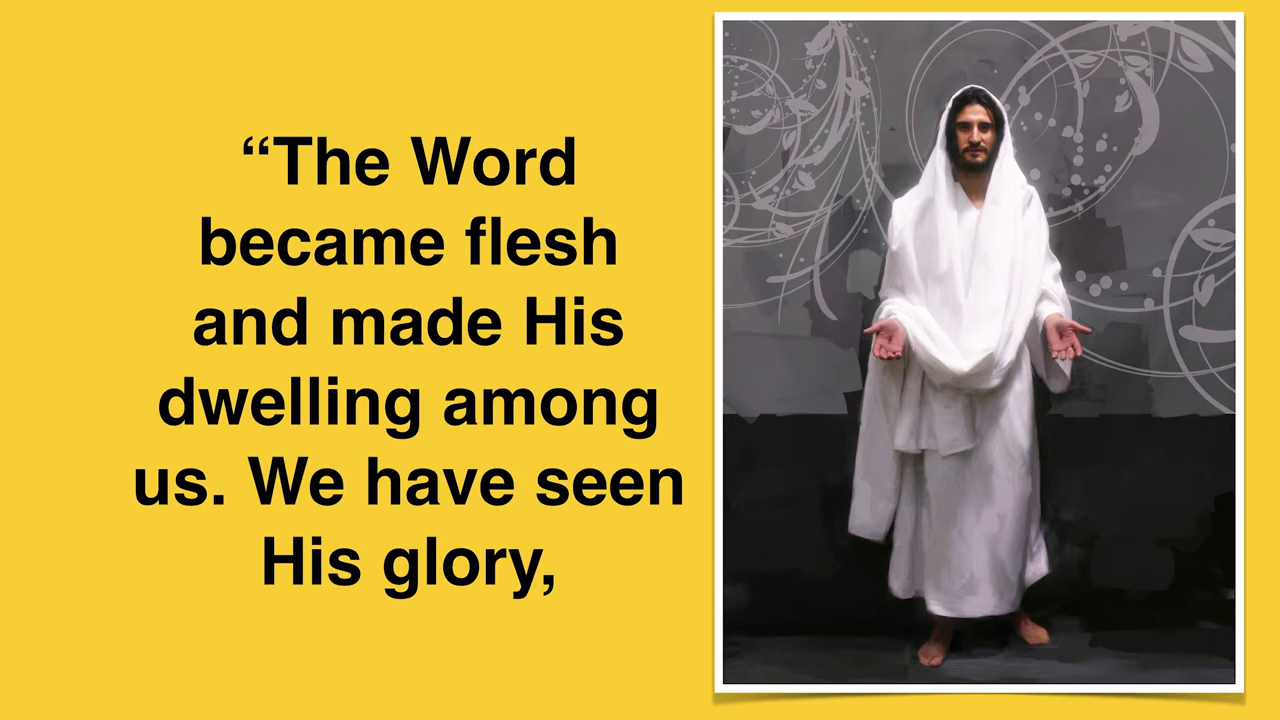 “The Word
became flesh
and made His
dwelling among
us. We have seen
His glory,